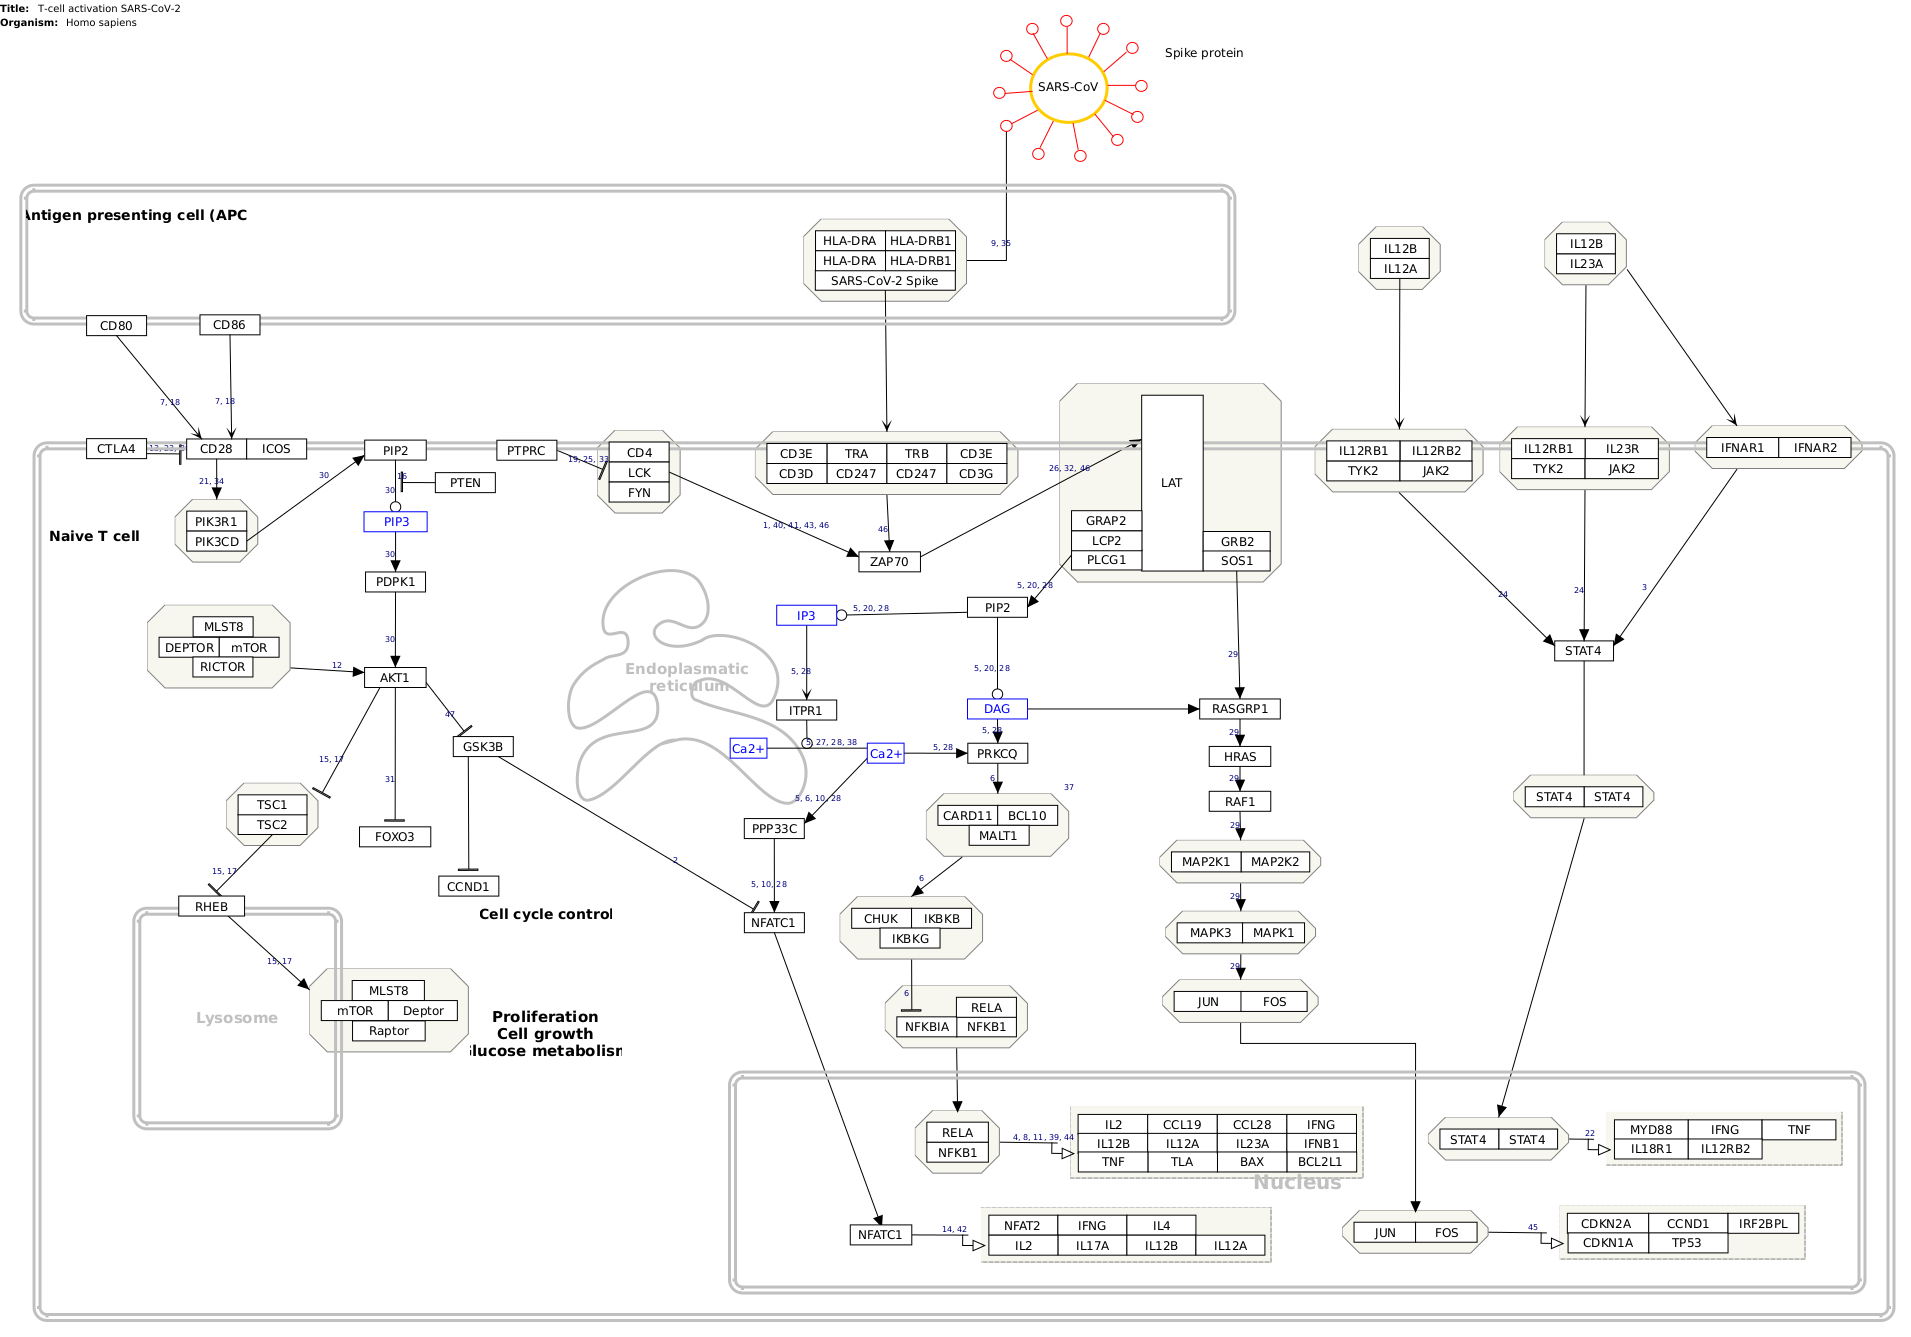 Title: T-cell activation SARS-CoV-2
Organism: Homo sapiens
Spike protein
SARS-CoV
Antigen presenting cell (APC
HLA-DRA HLA-DRB1
HLA-DRA HLA-DRB1
SARS-CoV-2 Spike
9, 35
IL12B
IL12A
IL12B
IL23A
CD80
CD86
7, 18
7, 18
CTLA4
CD28 ICOS
PIP2
PTPRC
19, 25, 33
CD4
LCK
FYN
CD3E TRA TRB CD3E
CD3D CD247 CD247 CD3G
26, 32, 46
LAT
GRAP2
LCP2
PLCG1
GRB2
SOS1
IL12RB1 IL12RB2
TYK2 JAK2
IL12RB1 IL23R
TYK2 JAK2
IFNAR1 IFNAR2
21, 34
30
16
30
PTEN
PIK3R1
PIK3CD
PIP3
Naive T cell
1, 40, 41, 43, 46
46
ZAP70
30
PDPK1
5, 20, 28
IP3
5, 20, 28
PIP2
24
24
3
MLST8
DEPTOR mTOR
RICTOR
12
30
AKT1
Endoplasmatic
reticulum
5, 28
5, 20, 28
29
STAT4
ITPR1
DAG
RASGRP1
47
GSK3B
15, 17
31
Ca2+
5, 27, 28, 38
Ca2+
5, 28
5, 28
PRKCQ
29
HRAS
29
RAF1
29
5, 6, 10, 28
6
37
TSC1
TSC2
FOXO3
PPP33C
CARD11 BCL10
MALT1
STAT4 STAT4
MAP2K1 MAP2K2
29
15, 17
2
5, 10, 28
6
CCND1
RHEB
Cell cycle control
NFATC1
CHUK IKBKB
IKBKG
MAPK3 MAPK1
29
15, 17
6
MLST8
mTOR Deptor
Raptor
Lysosome
Proliferation
Cell growth
lucose metabolis
RELA
NFKBIA NFKB1
JUN FOS
RELA
NFKB1
4, 8, 11, 39, 44
IL2 CCL19 CCL28 IFNG
IL12B IL12A IL23A IFNB1
TNF TLA BAX BCL2L1
Nucleus
STAT4 STAT4
22
MYD88 IFNG TNF
IL18R1 IL12RB2
NFATC1
14, 42
NFAT2 IFNG IL4
IL2 IL17A IL12B IL12A
JUN FOS
45
CDKN2A CCND1 IRF2BPL
CDKN1A TP53